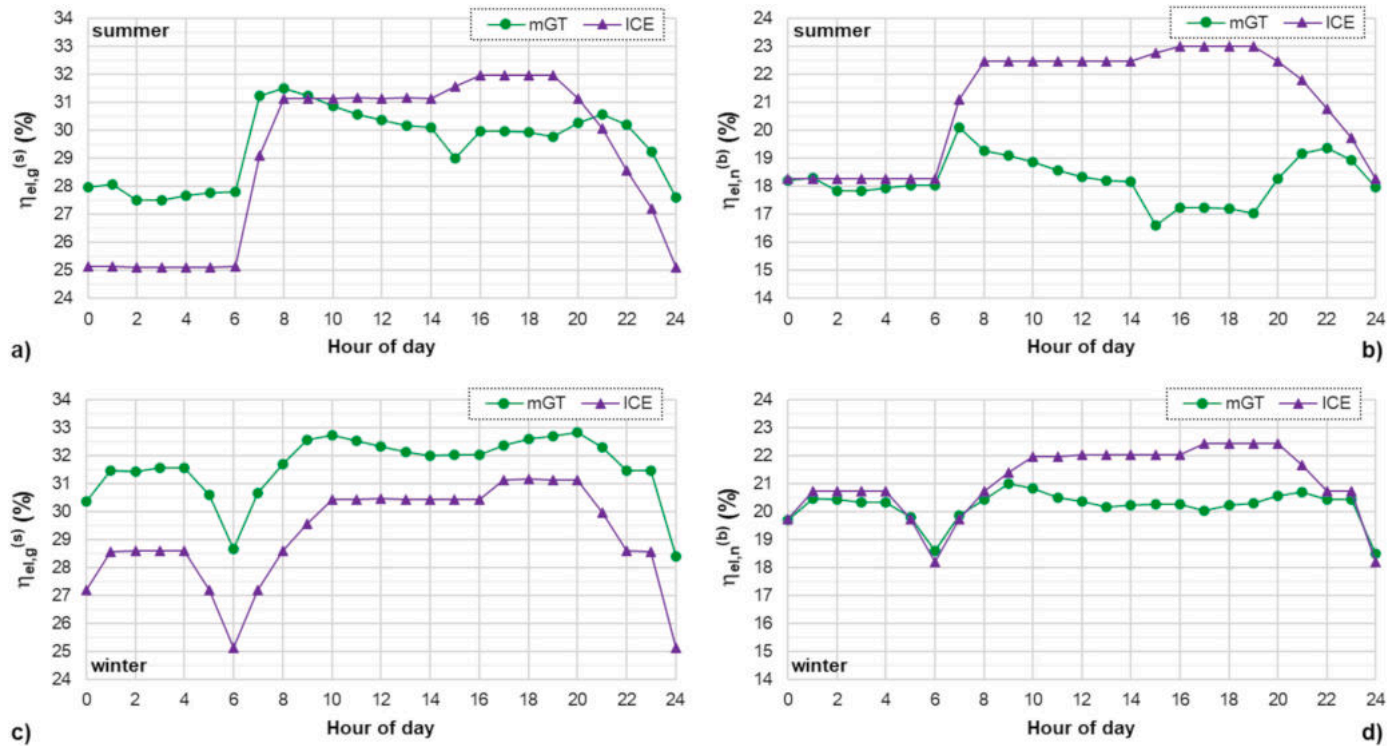 summer
mGT ICE
34
33
32
31
30
29
28
27
26
25
24
ηel,g(s) (%)
0 2 4 6 8 10 12 14 16 18 20 22 24
Hour of day
a)
summer
mGT ICE
24
23
22
21
20
19
18
17
16
15
14
ηel,n(b) (%)
0 2 4 6 8 10 12 14 16 18 20 22 24
Hour of day
b)
mGT ICE
34
33
32
31
30
29
28
27
26
25
24
ηel,g(s) (%)
winter
0 2 4 6 8 10 12 14 16 18 20 22 24
Hour of day
c)
mGT ICE
24
23
22
21
20
19
18
17
16
15
14
ηel,n(b) (%)
winter
0 2 4 6 8 10 12 14 16 18 20 22 24
Hour of day
d)